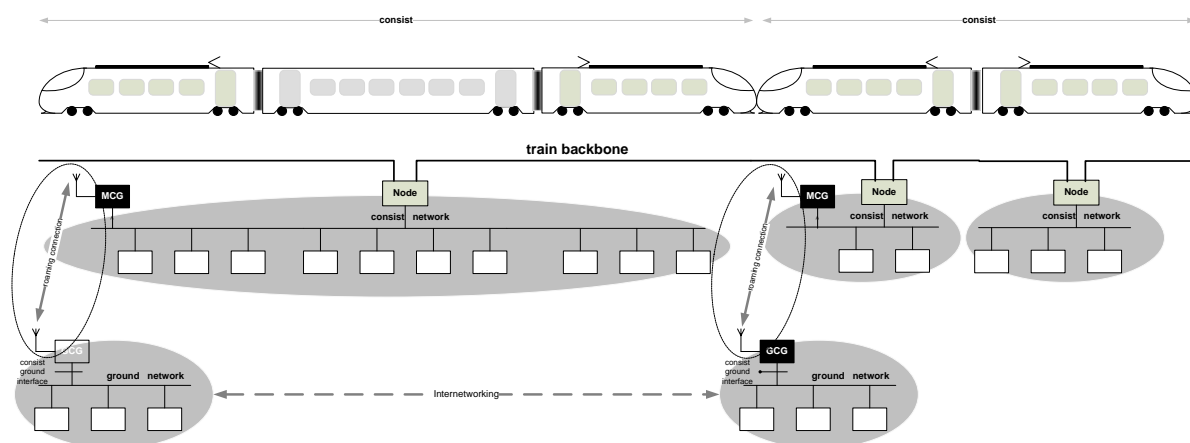 consist
consist
train backbone
MCG
Node
consist network
roaming connection
MCG
Node
consist network
roaming connection
Node
consist network
GCG
consist
ground
interface
ground network
Internetworking
GCG
consist
ground
interface
ground network